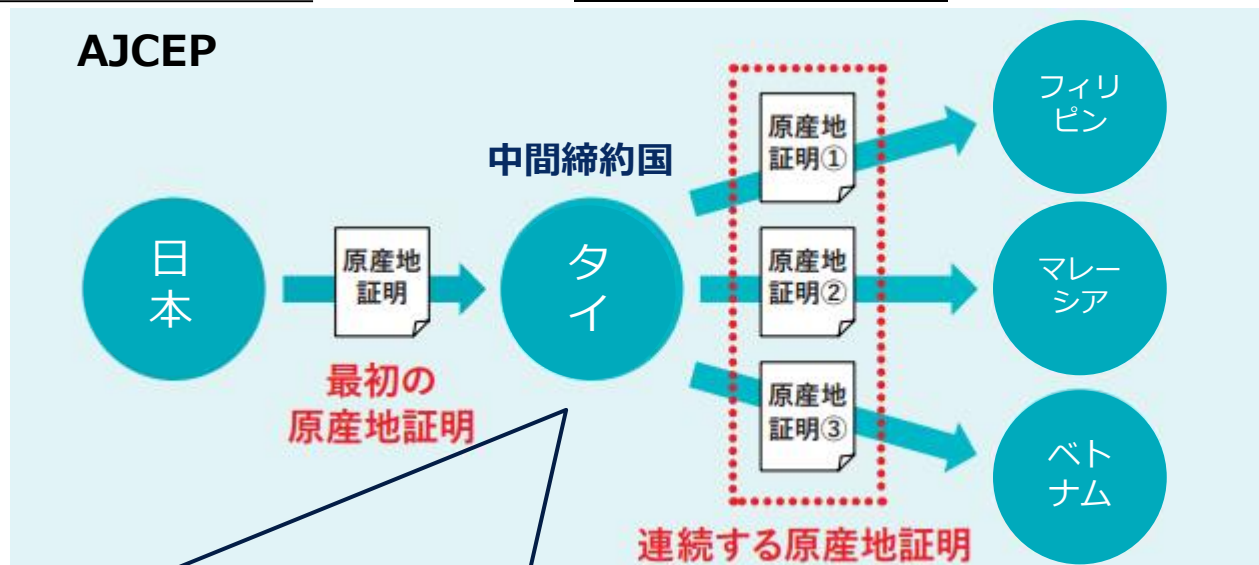 AJCEP
中間締約国
日
本
原産地
証明
最初の
原産地証明
タ
イ
原産地
証明①
原産地
証明②
原産地
証明③
連続する原産地証明
フィリ
ピン
マレー
シア
ベト
ナム